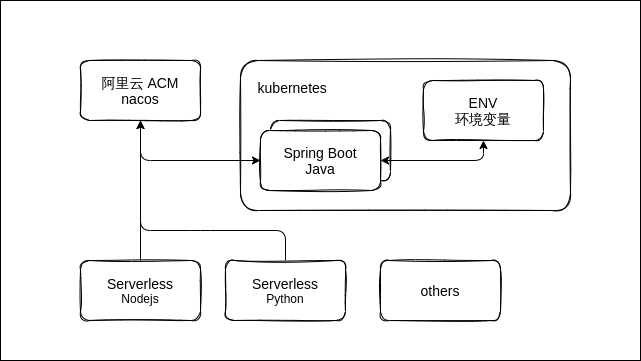 阿里云 ACM
nacos
kubernetes
ENV
环境变量
Spring Boot
Java
Serverless
Nodejs
Serverless
Python
others